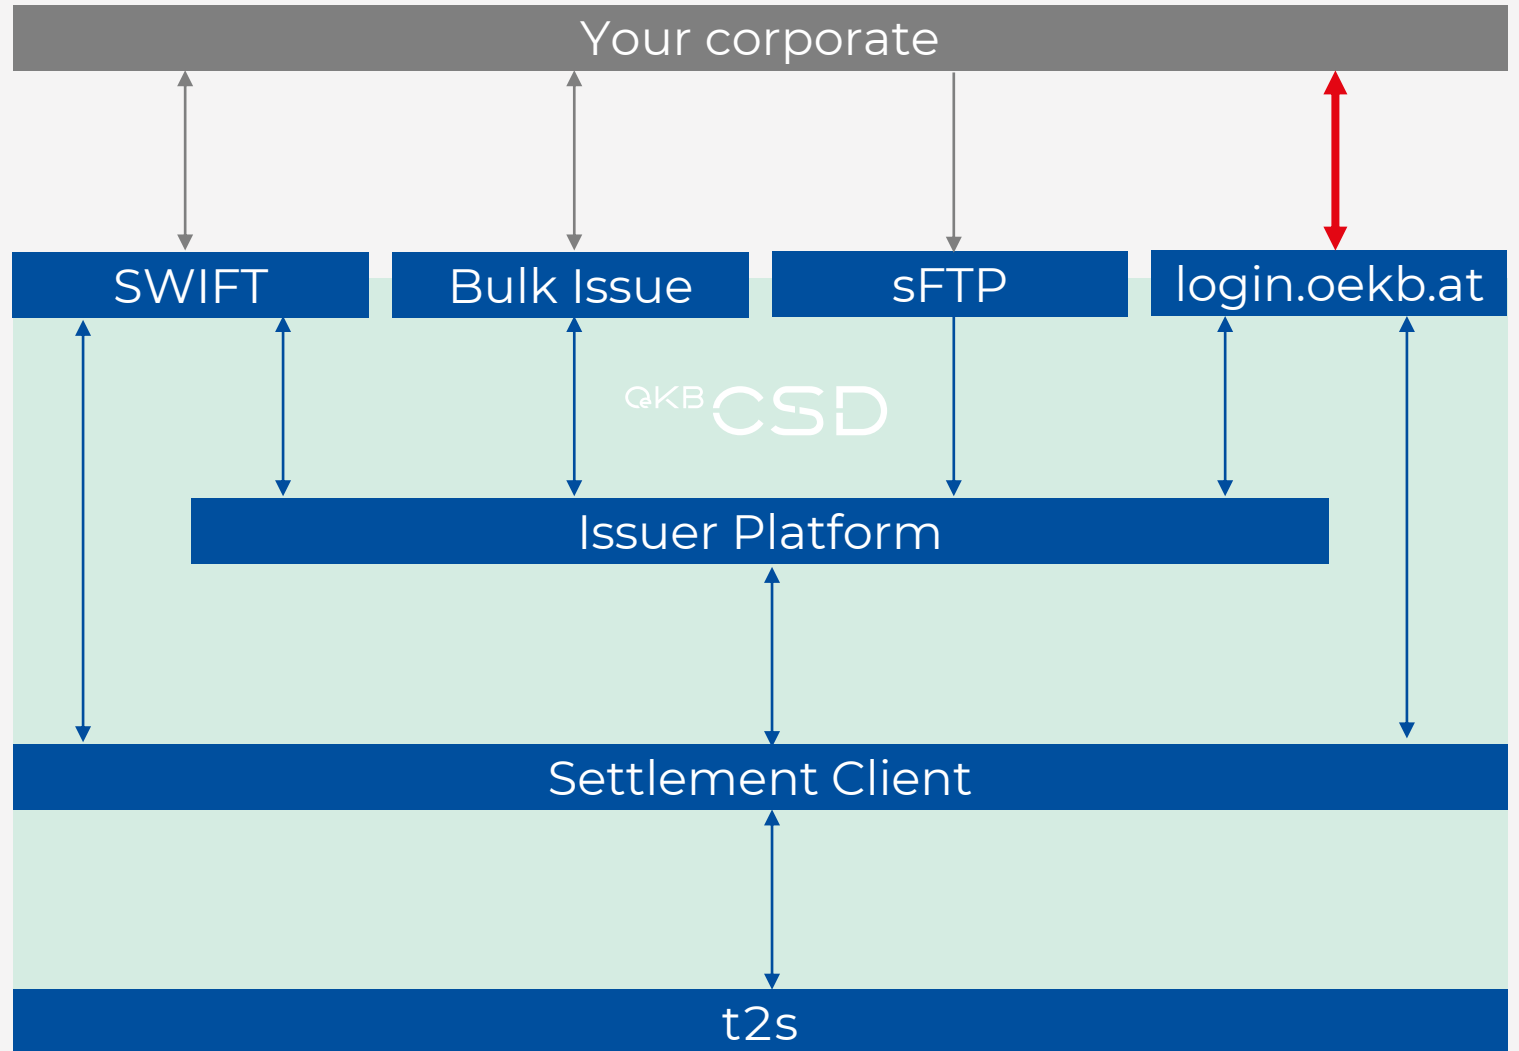 Your corporate
SWIFT
Bulk Issue
sFTP
login.oekb.at
OeKB CSD
Issuer Platform
Settlement Client
t2s